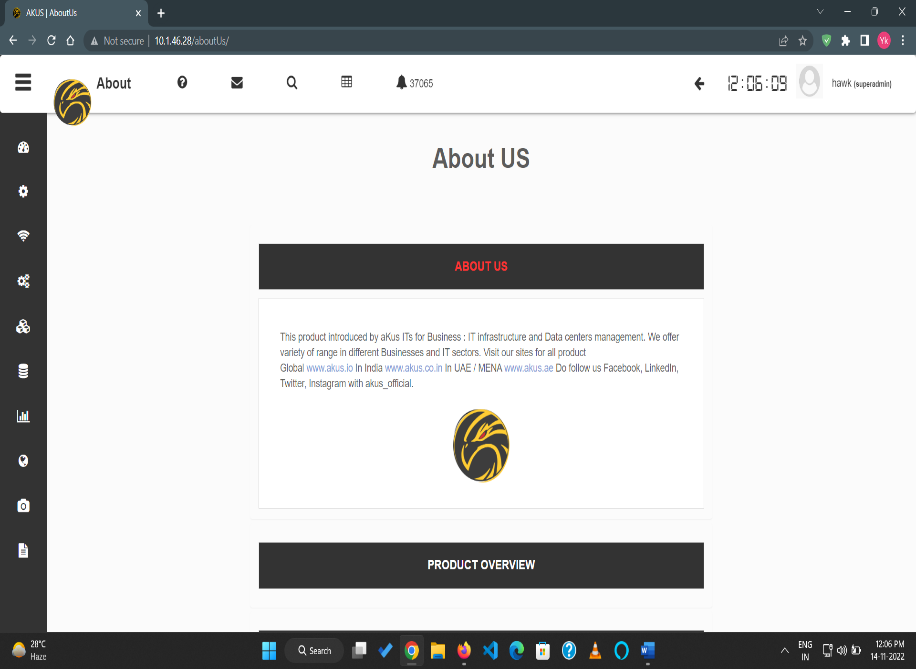 AKUS | AboutUs
Not secure | 10.1.46.28/aboutUs/
Yk
About
37065
12:06:09
hawk (superadmin)
About US
ABOUT US
This product introduced by aKus ITs for Business : IT infrastructure and Data centers management. We offer
variety of range in different Businesses and IT sectors. Visit our sites for all product
Global www.akus.io In India www.akus.co.in In UAE / MENA www.akus.ae Do follow us Facebook, LinkedIn,
Twitter, Instagram with akus_official.
PRODUCT OVERVIEW
28°C
Haze
Search
ENG
IN
12:06 PM
14-11-2022